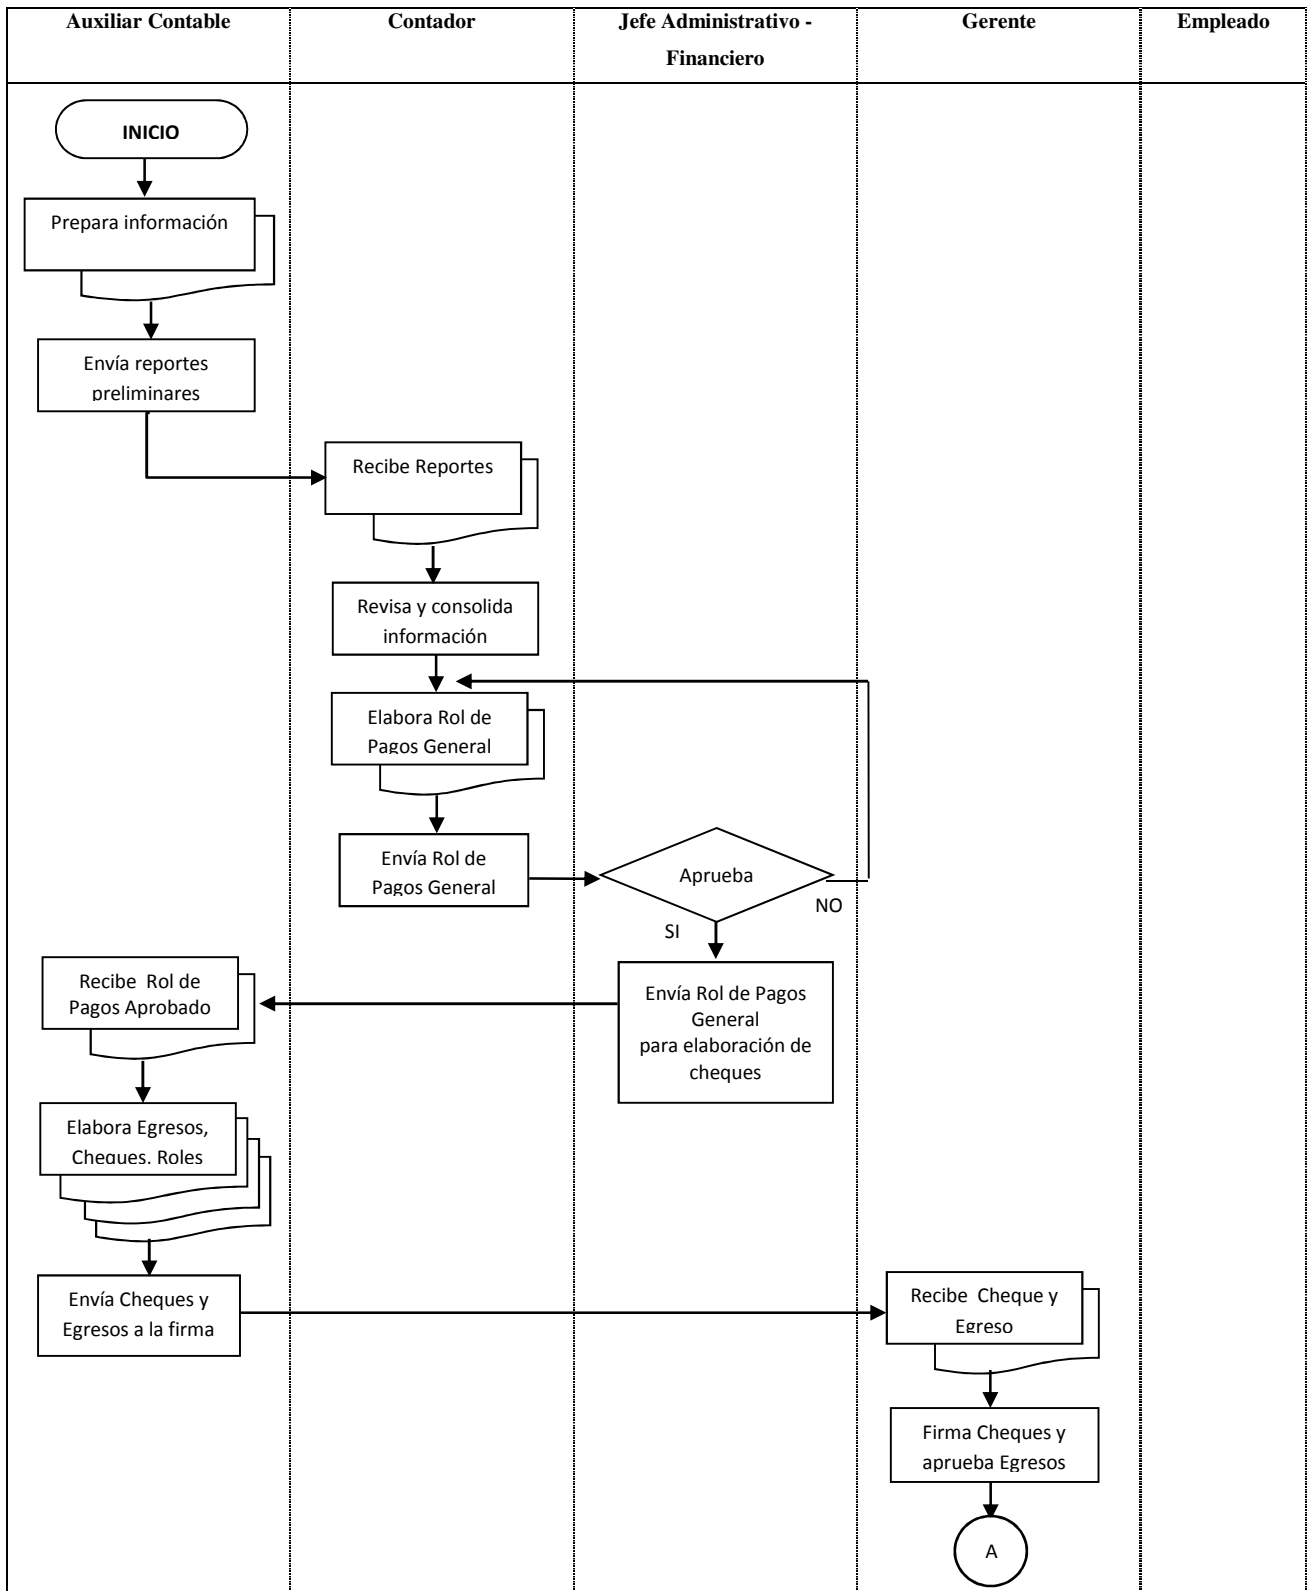 Auxiliar Contable
Contador
Jefe Administrativo -
Financiero
Gerente
Empleado
INICIO
Prepara información
Envía reportes
preliminares
Recibe Reportes
Revisa y consolida
información
Elabora Rol de
Pagos General
Envía Rol de
Pagos General
Aprueba
NO
SI
Recibe Rol de
Pagos Aprobado
Envía Rol de Pagos
General
para elaboración de
cheques
Elabora Egresos,
Cheques, Roles
Envía Cheques y
Egresos a la firma
Recibe Cheque y
Egreso
Firma Cheques y
aprueba Egresos
A